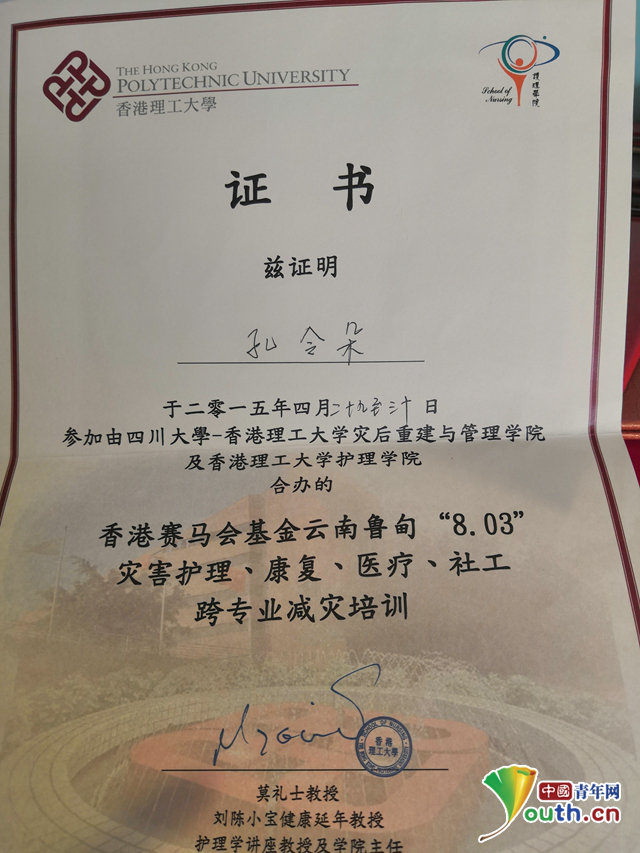 THE HONG KONG
POLYTECHNIC UNIVERSITY
香港理工大學
School of
Nursing
護理學院
证 书
兹证明
孔令朵
于二零一五年四月二十九至三十日
参加由四川大學-香港理工大学灾后重建与管理学院
及香港理工大学护理学院
合办的
香港赛马会基金云南鲁甸“8.03”
灾害护理、康复、医疗、社工
跨专业减灾培训
香港
理工大學
莫礼士教授
刘陈小宝健康延年教授
护理学讲座教授及学院主任
中國青年网
youth.cn